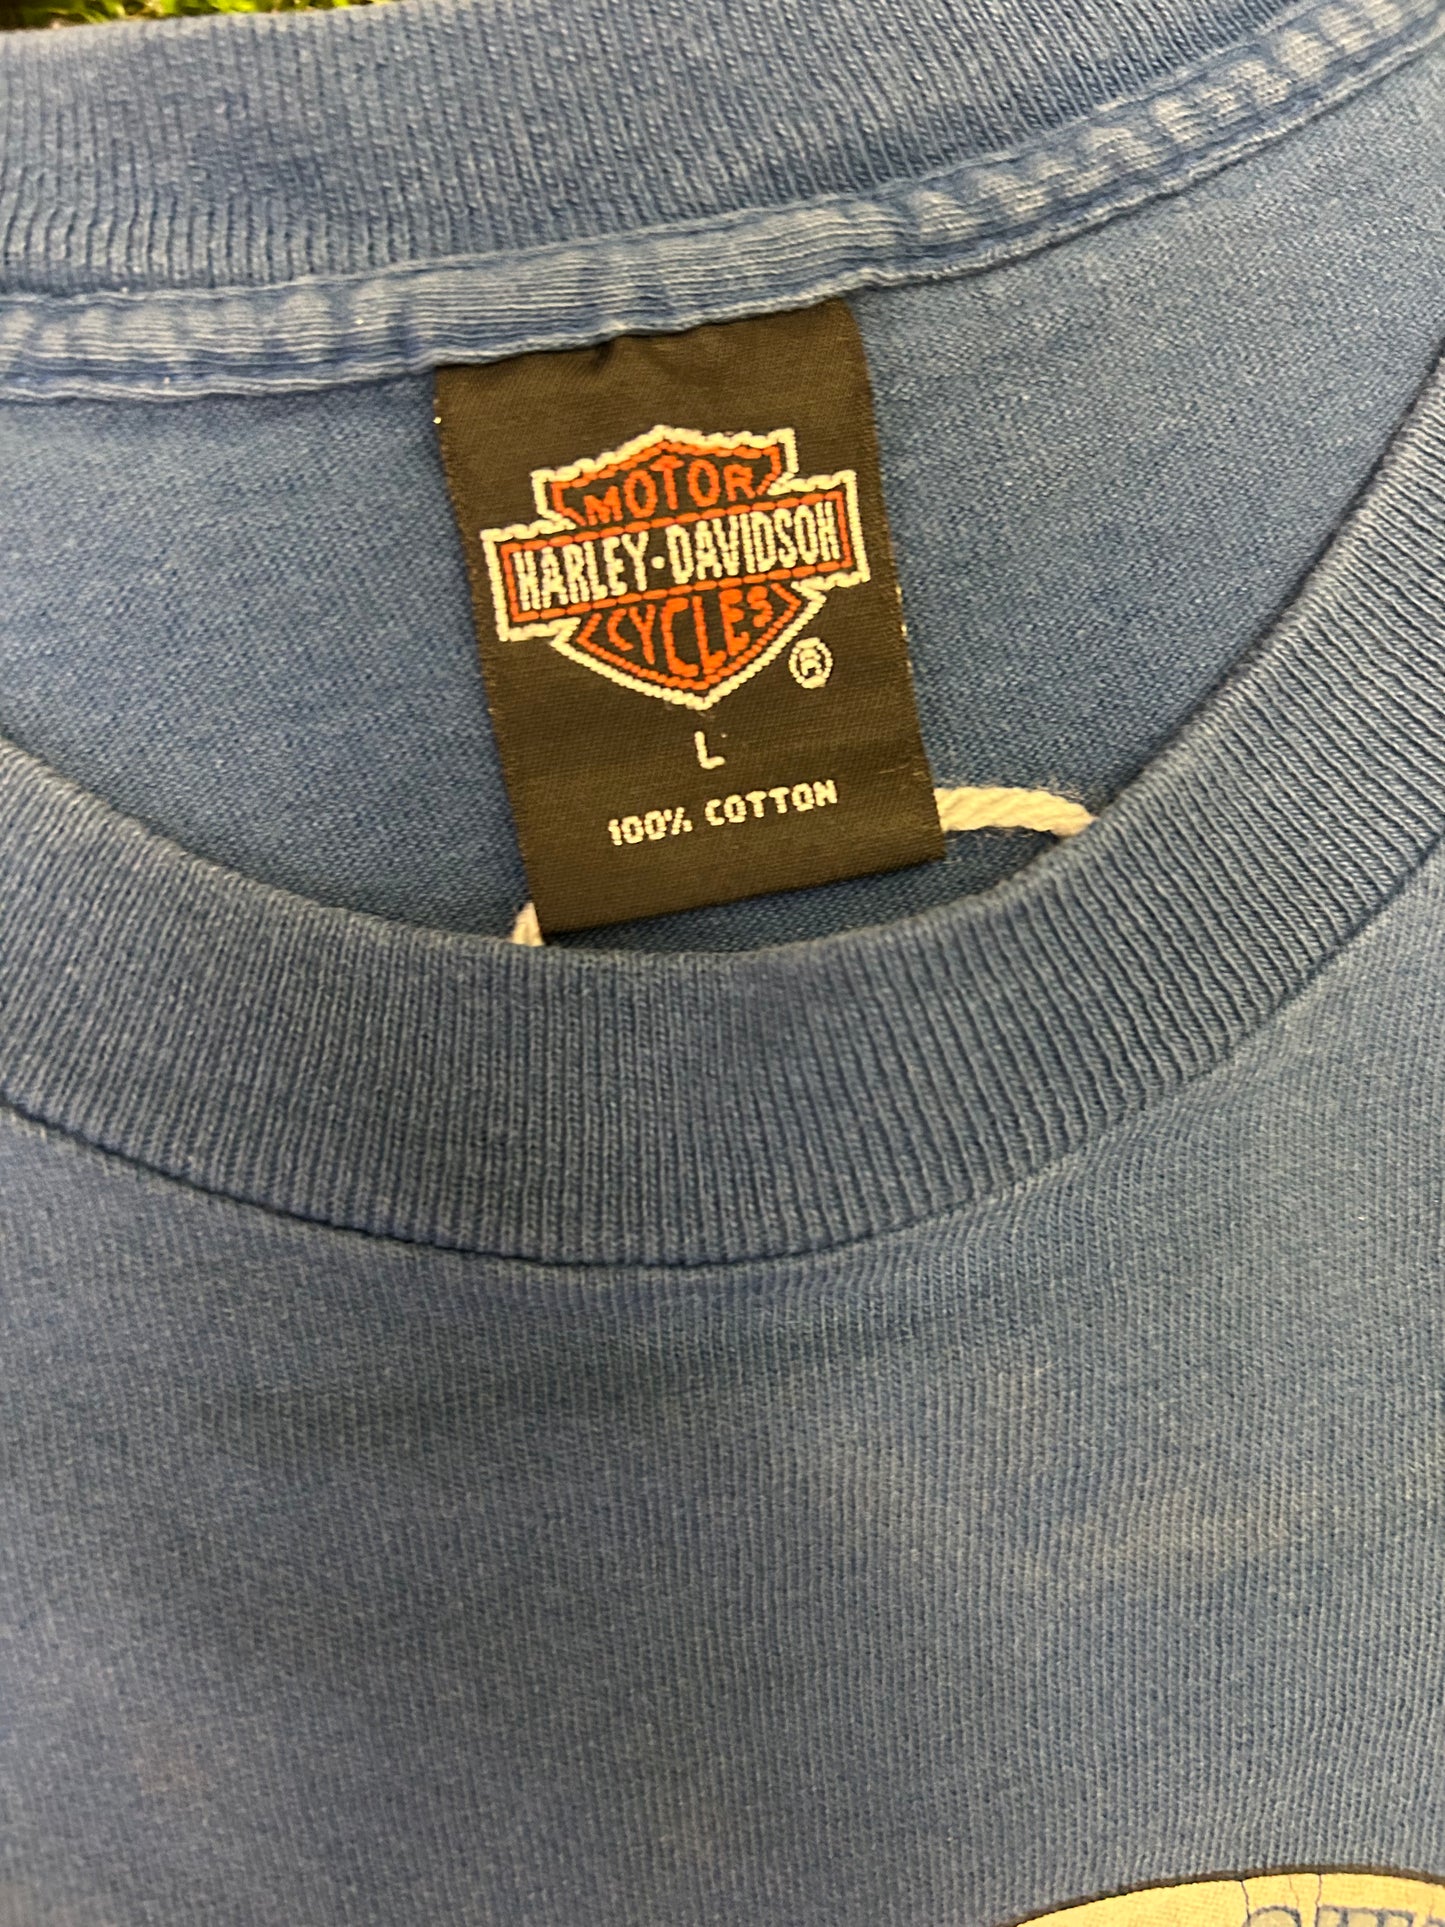 MOTOR
HARLEY-DAVIDSON
CYCLES
®
L
100% COTTON